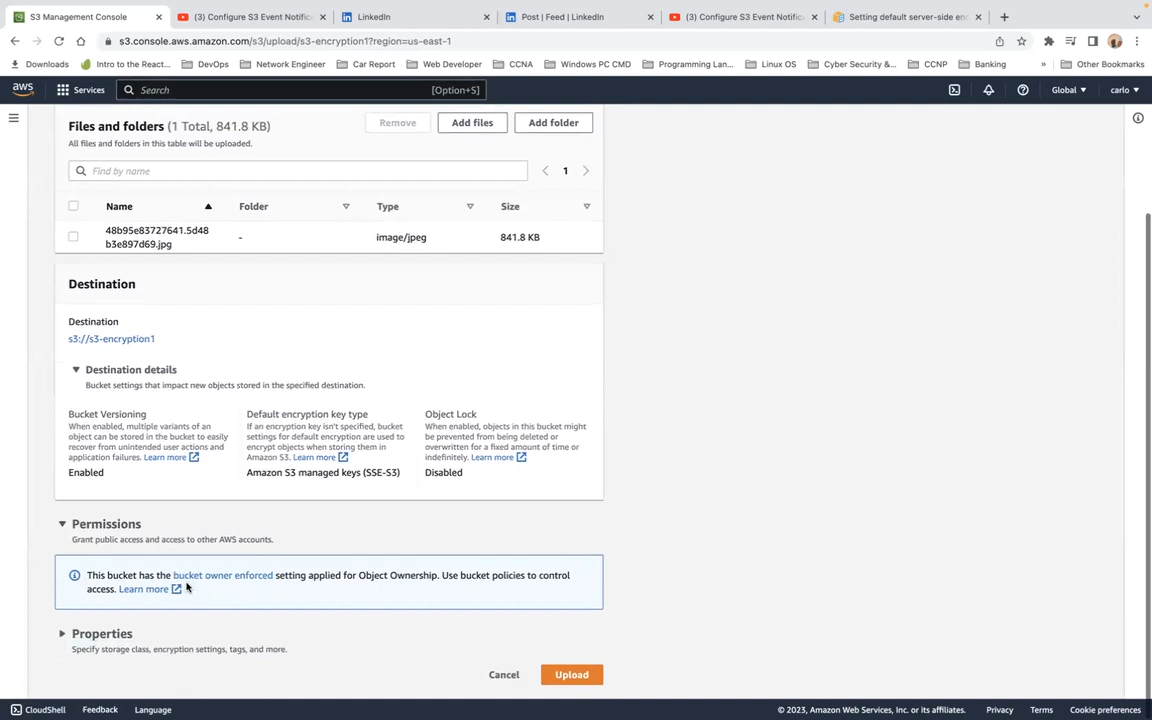 S3 Management Console
(3) Configure S3 Event Notific
LinkedIn
Post | Feed | LinkedIn
(3) Configure S3 Event Notific
Setting default server-side en
s3.console.aws.amazon.com/s3/upload/s3-encryption1?region=us-east-1
Downloads
Intro to the React...
DevOps
Network Engineer
Car Report
Web Developer
CCNA
Windows PC CMD
Programming Lan...
Linux OS
Cyber Security &...
CCNP
Banking
»
Other Bookmarks
aws
Services
Search
[Option+S]
Global
carlo
Files and folders (1 Total, 841.8 KB)
Remove
Add files
Add folder
All files and folders in this table will be uploaded.
Find by name
1
Name
Folder
Type
Size
48b95e83727641.5d48
b3e897d69.jpg
-
image/jpeg
841.8 KB
Destination
Destination
s3://s3-encryption1
Destination details
Bucket settings that impact new objects stored in the specified destination.
Bucket Versioning
When enabled, multiple variants of an
object can be stored in the bucket to easily
recover from unintended user actions and
application failures. Learn more
Enabled
Default encryption key type
If an encryption key isn't specified, bucket
settings for default encryption are used to
encrypt objects when storing them in
Amazon S3. Learn more
Amazon S3 managed keys (SSE-S3)
Object Lock
When enabled, objects in this bucket might
be prevented from being deleted or
overwritten for a fixed amount of time or
indefinitely. Learn more
Disabled
Permissions
Grant public access and access to other AWS accounts.
This bucket has the bucket owner enforced setting applied for Object Ownership. Use bucket policies to control
access. Learn more
Properties
Specify storage class, encryption settings, tags, and more.
Cancel
Upload
CloudShell
Feedback
Language
© 2023, Amazon Web Services, Inc. or its affiliates.
Privacy
Terms
Cookie preferences